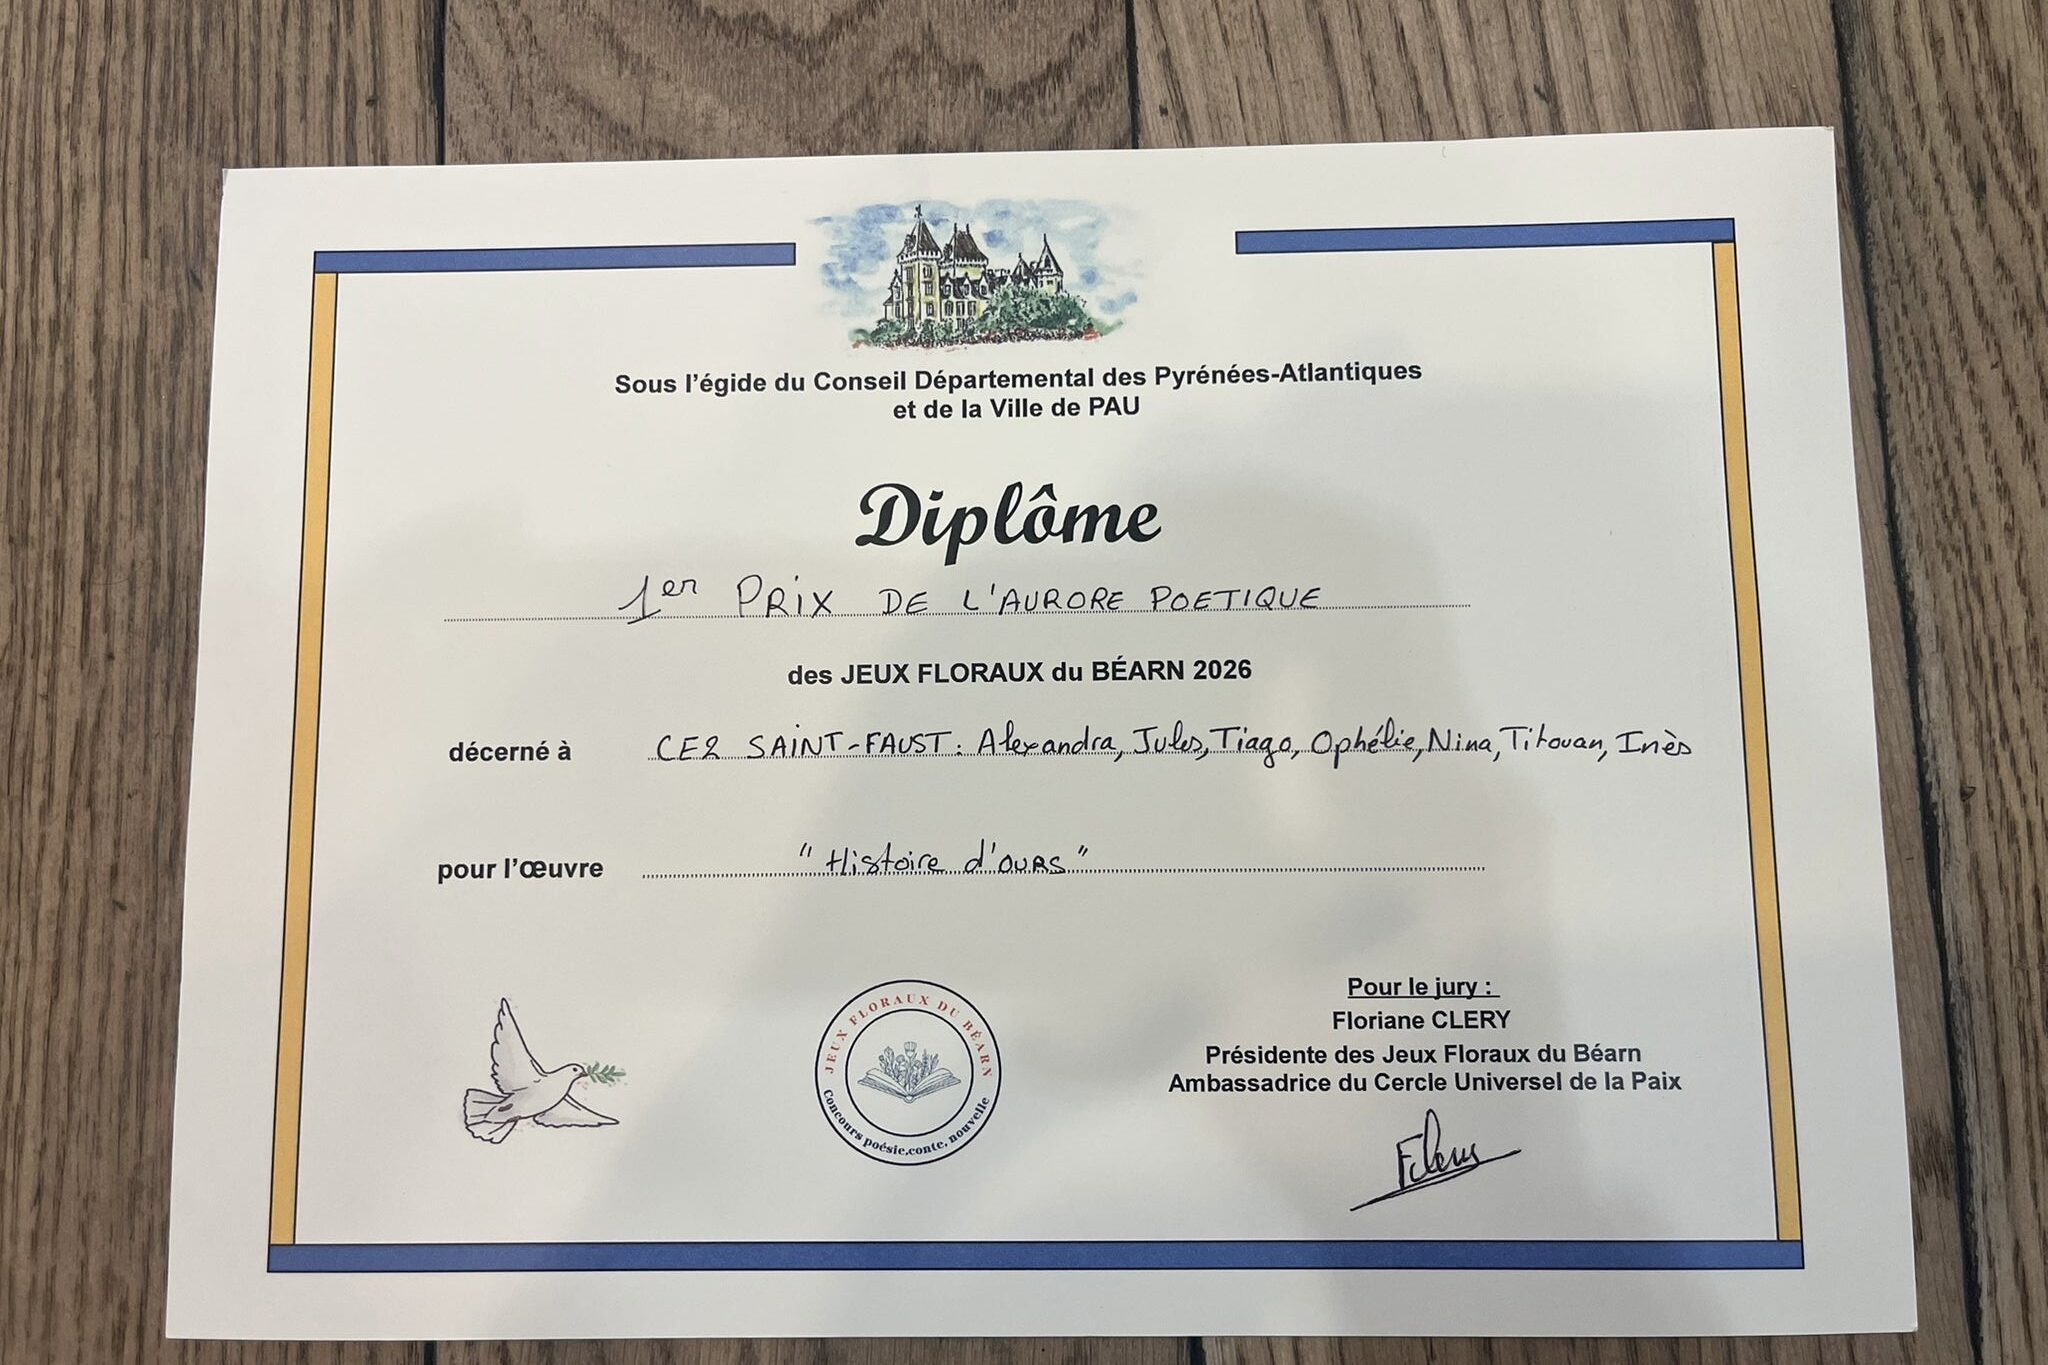 Sous l'égide du Conseil Départemental des Pyrénées-Atlantiques
et de la Ville de PAU
Diplôme
1er PRIX DE L'AURORE POETIQUE
des JEUX FLORAUX du BÉARN 2026
décerné à CE2 SAINT-FAUST : Alexandra, Jules, Tiago, Ophélie, Nina, Titouan, Inès
pour l'œuvre "Histoire d'ours"
JEUX FLORAUX DU BÉARN
Concours poésie,conte, nouvelle
Pour le jury :
Floriane CLERY
Présidente des Jeux Floraux du Béarn
Ambassadrice du Cercle Universel de la Paix